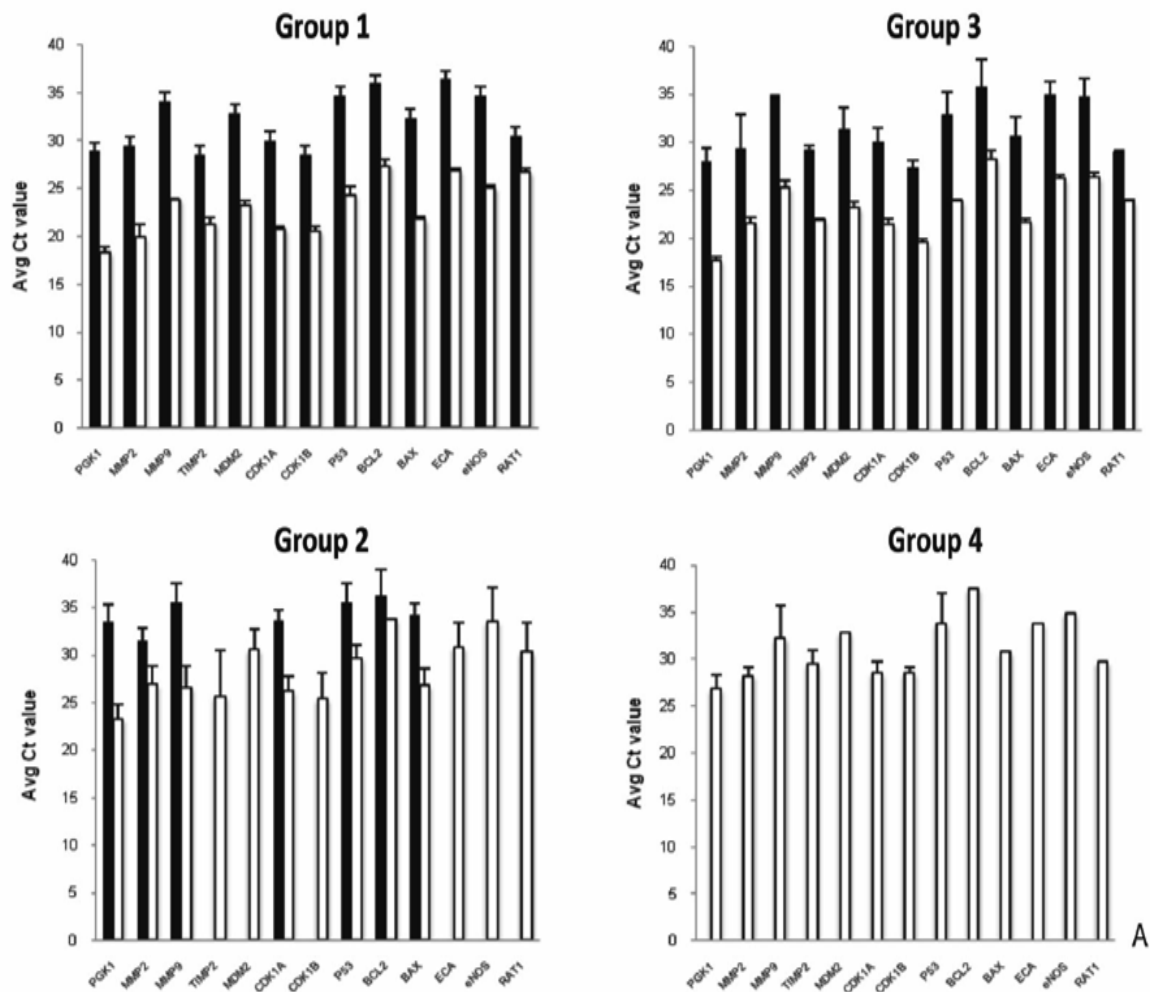 Group 1
40
35
30
25
20
15
10
5
0
Avg Ct value
PGK1 MMP2 MMP9 TIMP2 MDM2 CDK1A CDK1B P53 BCL2 BAX ECA eNOS RAT1
Group 3
40
35
30
25
20
15
10
5
0
Avg Ct value
PGK1 MMP2 MMP9 TIMP2 MDM2 CDK1A CDK1B P53 BCL2 BAX ECA eNOS RAT1
Group 2
40
35
30
25
20
15
10
5
0
Avg Ct value
PGK1 MMP2 MMP9 TIMP2 MDM2 CDK1A CDK1B P53 BCL2 BAX ECA eNOS RAT1
Group 4
40
35
30
25
20
15
10
5
0
Avg Ct value
PGK1 MMP2 MMP9 TIMP2 MDM2 CDK1A CDK1B P53 BCL2 BAX ECA eNOS RAT1
A